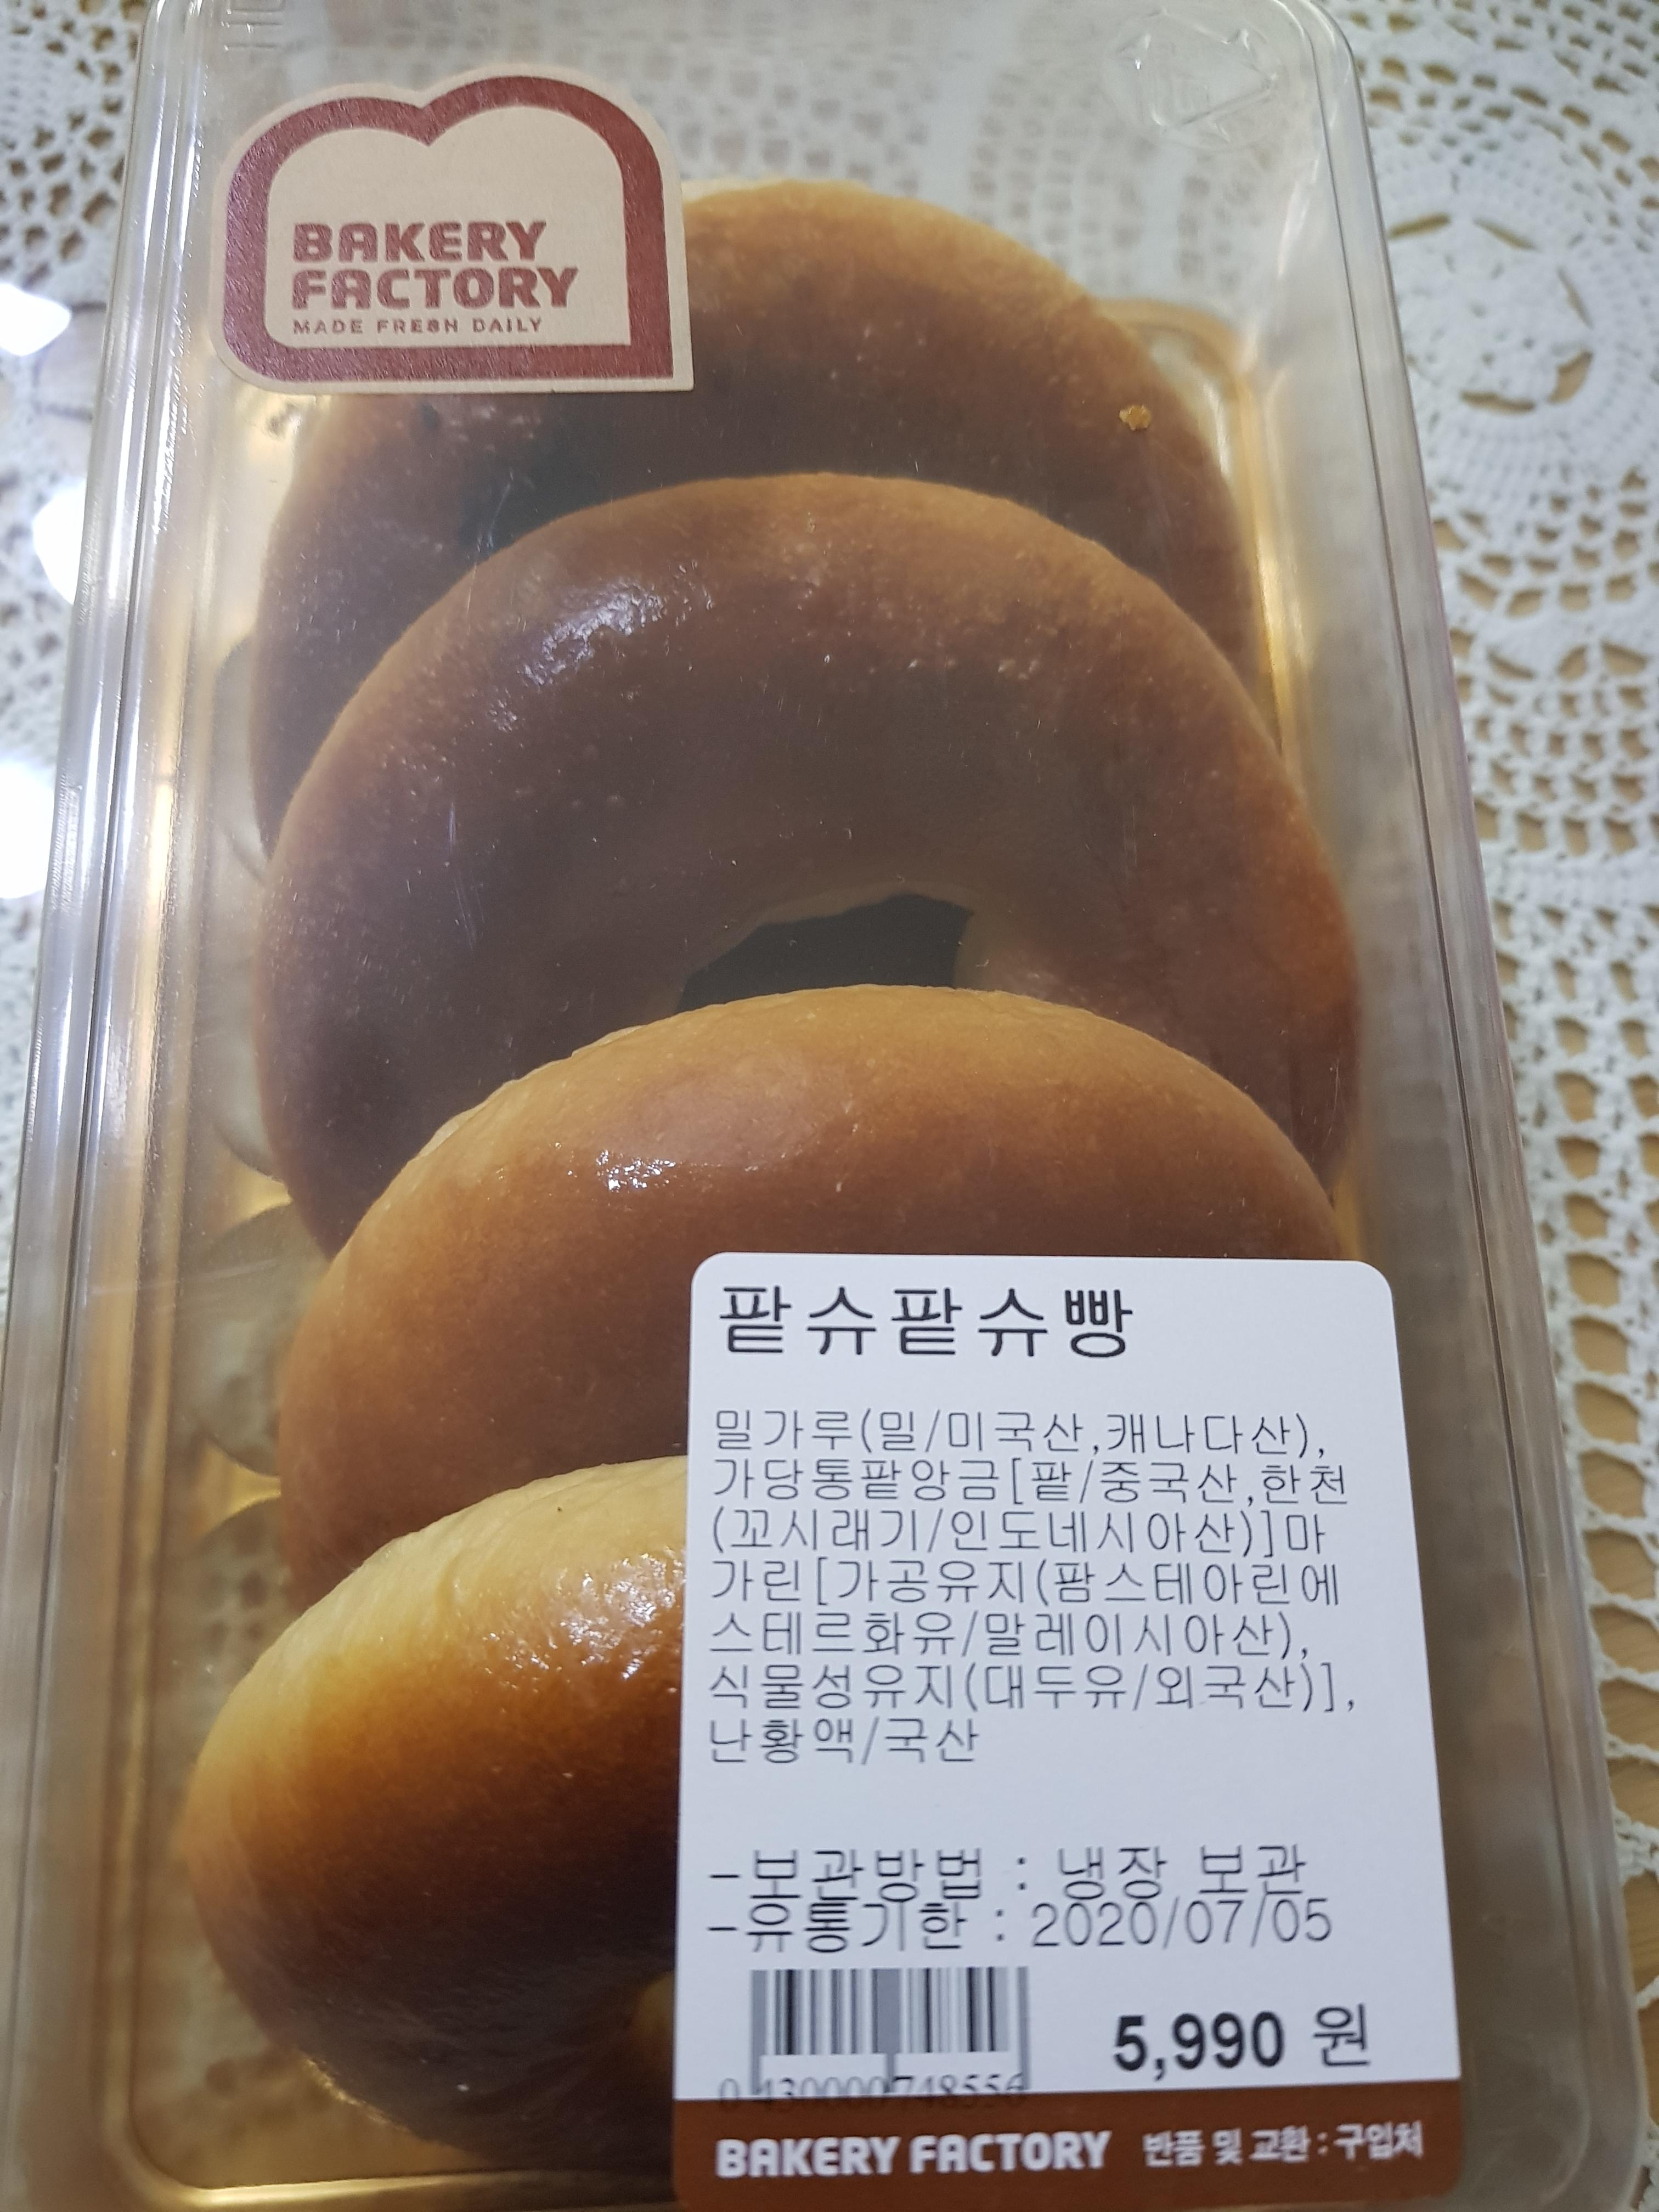 BAKERY
FACTORY
MADE FRESH DAILY
팥슈팥슈빵
밀가루(밀/미국산,캐나다산),
가당통팥앙금[팥/중국산,한천
(꼬시래기/인도네시아산)]마
가린[가공유지(팜스테아린에
스테르화유/말레이시아산),
식물성유지(대두유/외국산)],
난황액/국산
-보관방법 : 냉장 보관
-유통기한 : 2020/07/05
5,990 원
0 430000 748556
BAKERY FACTORY 반품 및 교환 : 구입처